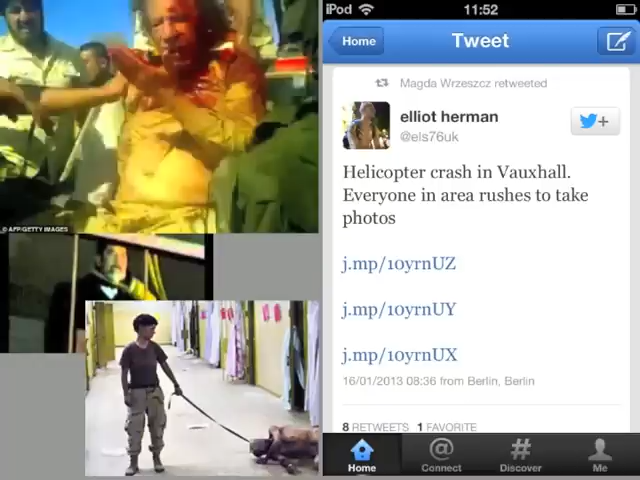 © AFP/GETTY IMAGES
iPod 11:52
Home Tweet
Magda Wrzeszcz retweeted
elliot herman
@els76uk
Helicopter crash in Vauxhall.
Everyone in area rushes to take
photos
j.mp/10yrnUZ
j.mp/10yrnUY
j.mp/10yrnUX
16/01/2013 08:36 from Berlin, Berlin
8 RETWEETS 1 FAVORITE
Home Connect Discover Me